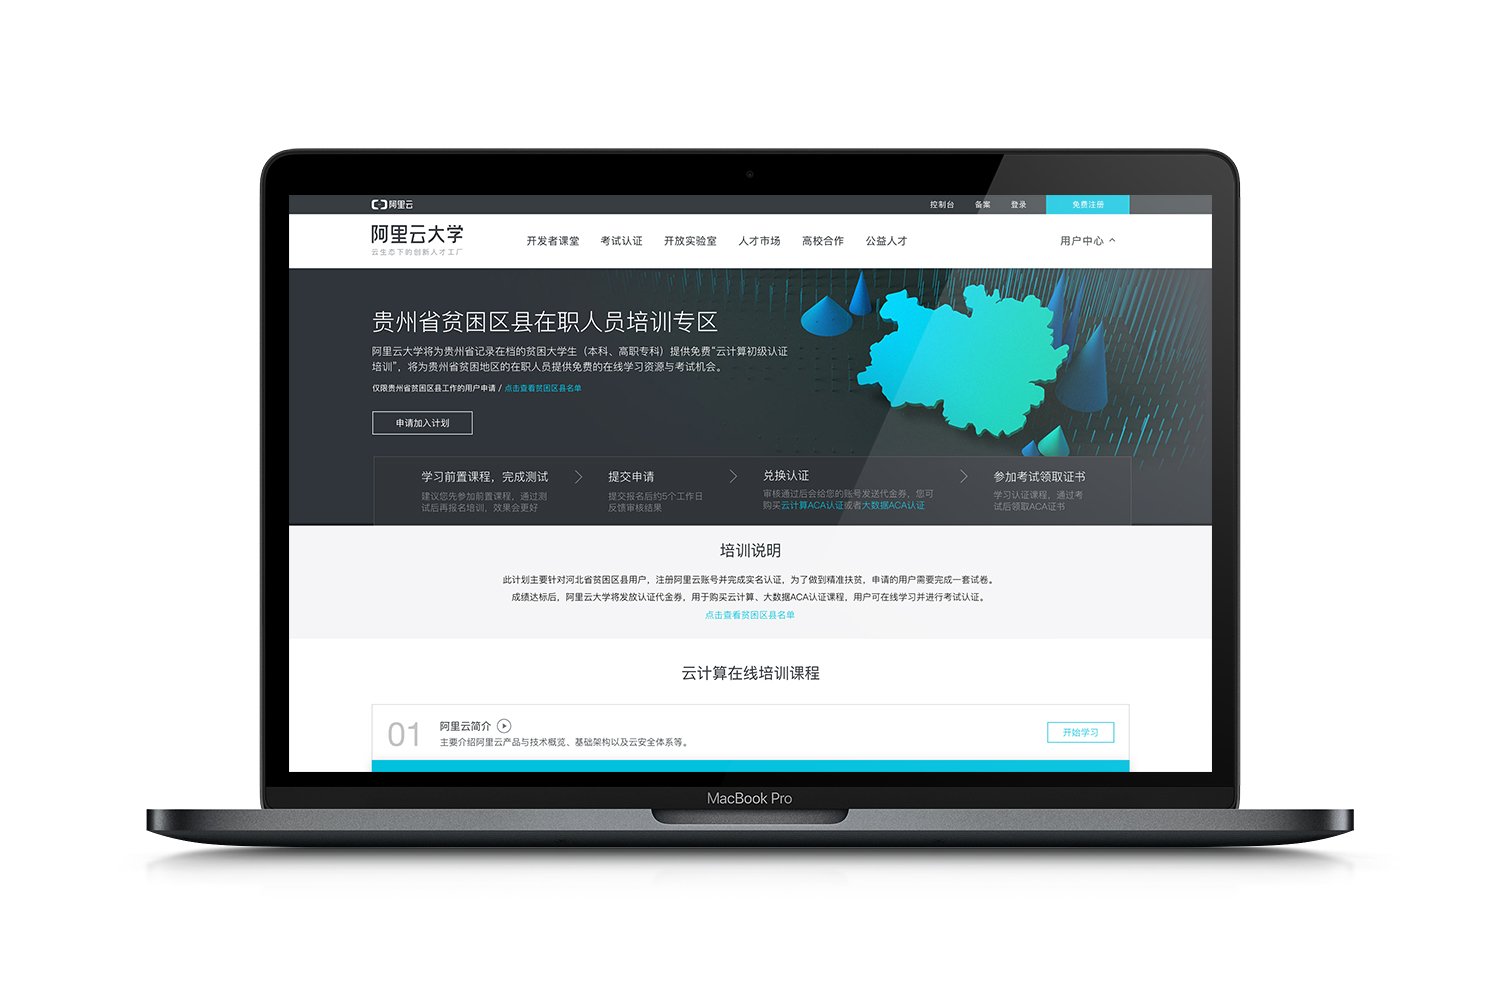 阿里云
控制台 备案 登录 免费注册
阿里云大学
云生态下的创新人才工厂
开发者课堂 考试认证 开放实验室 人才市场 高校合作 公益人才 用户中心
贵州省贫困区县在职人员培训专区
阿里云大学将为贵州省记录在档的贫困大学生（本科、高职专科）提供免费“云计算初级认证
培训”，将为贵州省贫困地区的在职人员提供免费的在线学习资源与考试机会。
仅限贵州省贫困区县工作的用户申请 / 点击查看贫困区县名单
申请加入计划
学习前置课程，完成测试
建议您先参加前置课程，通过测
试后再报名培训，效果会更好
提交申请
提交报名后约5个工作日
反馈审核结果
兑换认证
审核通过后会给您的账号发送代金券，您可
购买云计算ACA认证或者大数据ACA认证
参加考试领取证书
学习认证课程，通过考
试后领取ACA证书
培训说明
此计划主要针对河北省贫困区县用户，注册阿里云账号并完成实名认证，为了做到精准扶贫，申请的用户需要完成一套试卷。
成绩达标后，阿里云大学将发放认证代金券，用于购买云计算、大数据ACA认证课程，用户可在线学习并进行考试认证。
点击查看贫困区县名单
云计算在线培训课程
01
阿里云简介
主要介绍阿里云产品与技术概览、基础架构以及云安全体系等。
开始学习
MacBook Pro